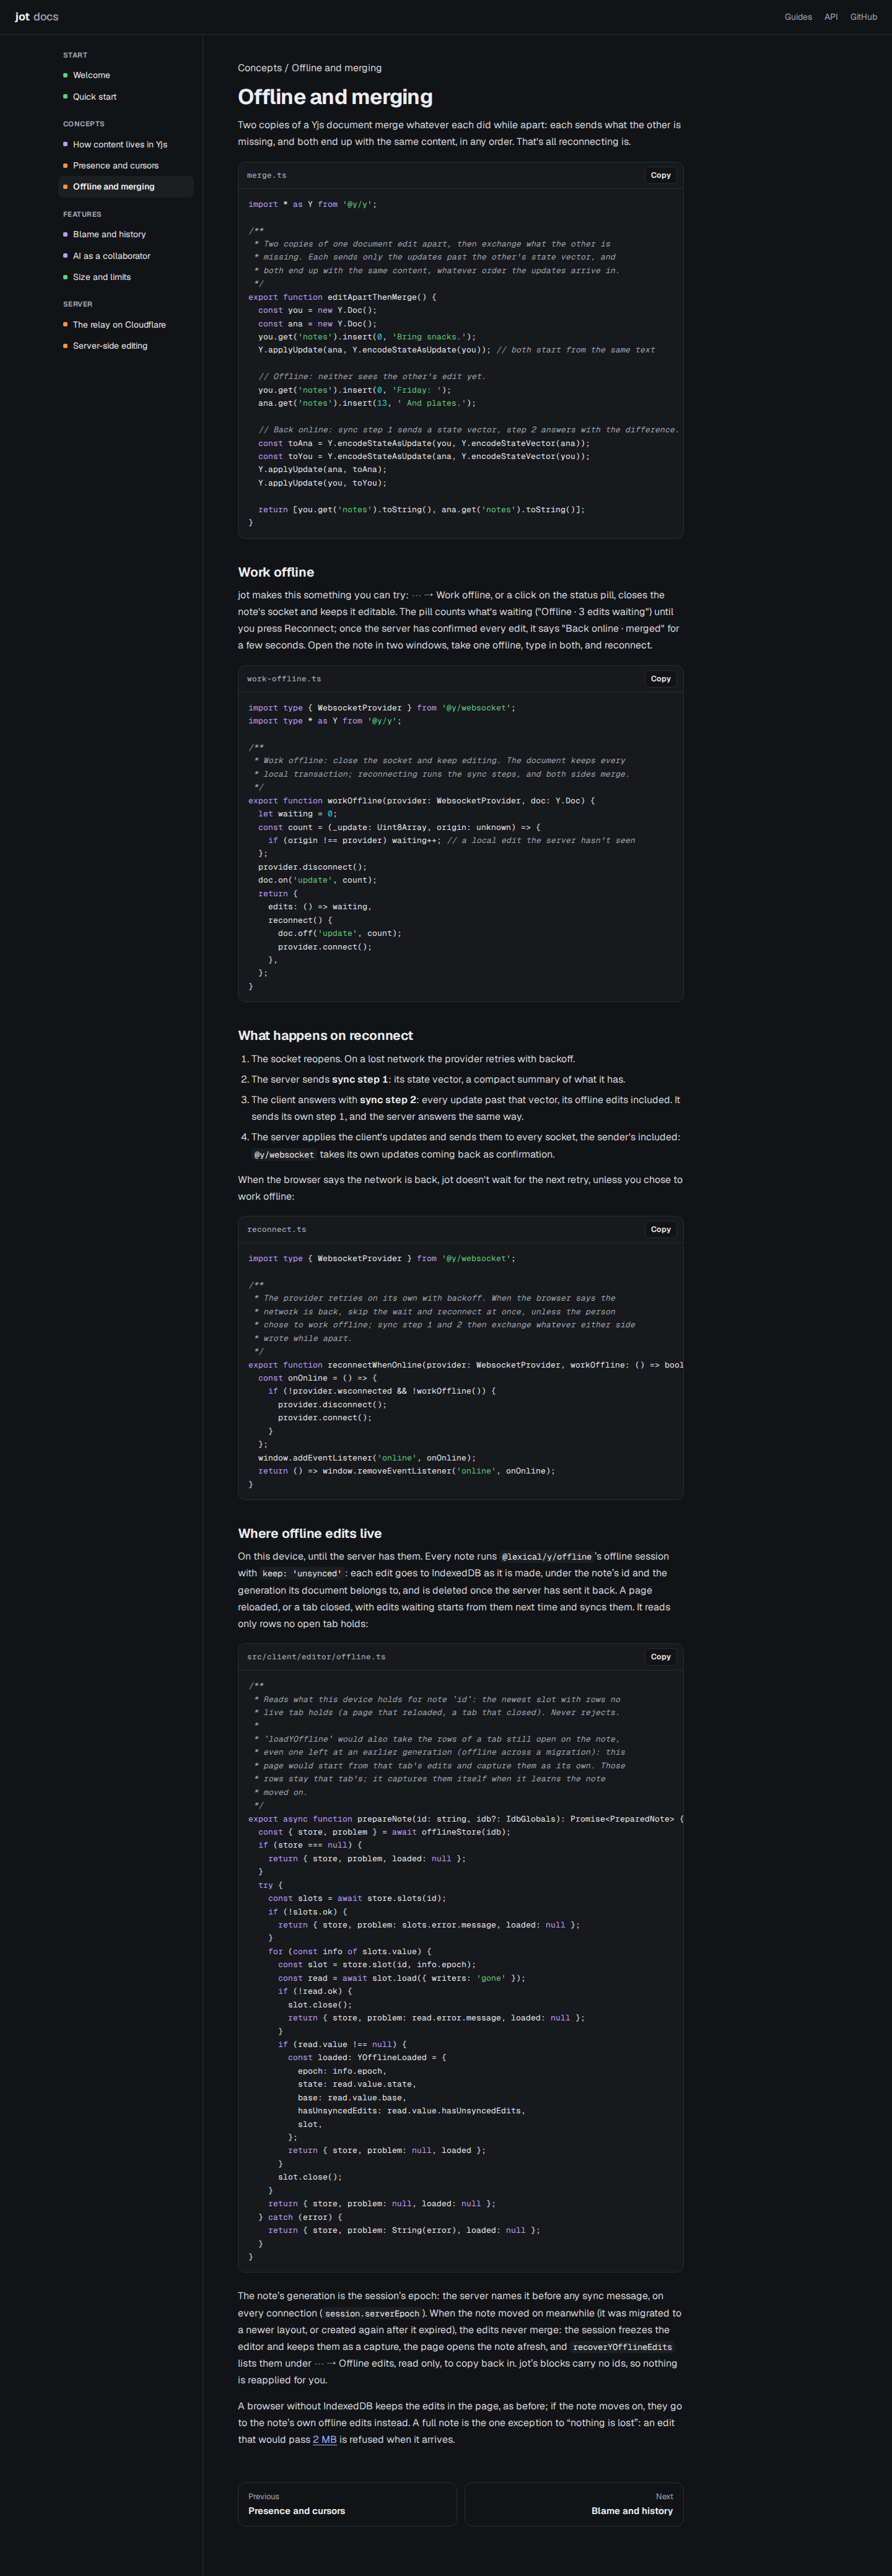 jot docs
Guides
API
GitHub
START
Welcome
Quick start
CONCEPTS
How content lives in Yjs
Presence and cursors
Offline and merging
FEATURES
Blame and history
AI as a collaborator
Size and limits
SERVER
The relay on Cloudflare
Server-side editing
Concepts / Offline and merging
Offline and merging
Two copies of a Yjs document merge whatever each did while apart: each sends what the other is
missing, and both end up with the same content, in any order. That's all reconnecting is.
merge.ts
Copy
import * as Y from '@y/y';
/**
 * Two copies of one document edit apart, then exchange what the other is
 * missing. Each sends only the updates past the other's state vector, and
 * both end up with the same content, whatever order the updates arrive in.
 */
export function editApartThenMerge() {
  const you = new Y.Doc();
  const ana = new Y.Doc();
  you.get('notes').insert(0, 'Bring snacks.');
  Y.applyUpdate(ana, Y.encodeStateAsUpdate(you)); // both start from the same text
  // Offline: neither sees the other's edit yet.
  you.get('notes').insert(0, 'Friday: ');
  ana.get('notes').insert(13, ' And plates.');
  // Back online: sync step 1 sends a state vector, step 2 answers with the difference.
  const toAna = Y.encodeStateAsUpdate(you, Y.encodeStateVector(ana));
  const toYou = Y.encodeStateAsUpdate(ana, Y.encodeStateVector(you));
  Y.applyUpdate(ana, toAna);
  Y.applyUpdate(you, toYou);
  return [you.get('notes').toString(), ana.get('notes').toString()];
}
Work offline
jot makes this something you can try: ⋯ → Work offline, or a click on the status pill, closes the
note's socket and keeps it editable. The pill counts what's waiting ("Offline · 3 edits waiting") until
you press Reconnect; once the server has confirmed every edit, it says "Back online · merged" for
a few seconds. Open the note in two windows, take one offline, type in both, and reconnect.
work-offline.ts
Copy
import type { WebsocketProvider } from '@y/websocket';
import type * as Y from '@y/y';
/**
 * Work offline: close the socket and keep editing. The document keeps every
 * local transaction; reconnecting runs the sync steps, and both sides merge.
 */
export function workOffline(provider: WebsocketProvider, doc: Y.Doc) {
  let waiting = 0;
  const count = (_update: Uint8Array, origin: unknown) => {
    if (origin !== provider) waiting++; // a local edit the server hasn't seen
  };
  provider.disconnect();
  doc.on('update', count);
  return {
    edits: () => waiting,
    reconnect() {
      doc.off('update', count);
      provider.connect();
    },
  };
}
What happens on reconnect
1. The socket reopens. On a lost network the provider retries with backoff.
2. The server sends sync step 1: its state vector, a compact summary of what it has.
3. The client answers with sync step 2: every update past that vector, its offline edits included. It
sends its own step 1, and the server answers the same way.
4. The server applies the client's updates and sends them to every socket, the sender's included:
@y/websocket takes its own updates coming back as confirmation.
When the browser says the network is back, jot doesn't wait for the next retry, unless you chose to
work offline:
reconnect.ts
Copy
import type { WebsocketProvider } from '@y/websocket';
/**
 * The provider retries on its own with backoff. When the browser says the
 * network is back, skip the wait and reconnect at once, unless the person
 * chose to work offline; sync step 1 and 2 then exchange whatever either side
 * wrote while apart.
 */
export function reconnectWhenOnline(provider: WebsocketProvider, workOffline: () => bool
  const onOnline = () => {
    if (!provider.wsconnected && !workOffline()) {
      provider.disconnect();
      provider.connect();
    }
  };
  window.addEventListener('online', onOnline);
  return () => window.removeEventListener('online', onOnline);
}
Where offline edits live
On this device, until the server has them. Every note runs @lexical/y/offline's offline session
with keep: 'unsynced': each edit goes to IndexedDB as it is made, under the note's id and the
generation its document belongs to, and is deleted once the server has sent it back. A page
reloaded, or a tab closed, with edits waiting starts from them next time and syncs them. It reads
only rows no open tab holds:
src/client/editor/offline.ts
Copy
/**
 * Reads what this device holds for note `id`: the newest slot with rows no
 * live tab holds (a page that reloaded, a tab that closed). Never rejects.
 *
 * `loadYOffline` would also take the rows of a tab still open on the note,
 * even one left at an earlier generation (offline across a migration): this
 * page would start from that tab's edits and capture them as its own. Those
 * rows stay that tab's; it captures them itself when it learns the note
 * moved on.
 */
export async function prepareNote(id: string, idb?: IdbGlobals): Promise<PreparedNote> {
  const { store, problem } = await offlineStore(idb);
  if (store === null) {
    return { store, problem, loaded: null };
  }
  try {
    const slots = await store.slots(id);
    if (!slots.ok) {
      return { store, problem: slots.error.message, loaded: null };
    }
    for (const info of slots.value) {
      const slot = store.slot(id, info.epoch);
      const read = await slot.load({ writers: 'gone' });
      if (!read.ok) {
        slot.close();
        return { store, problem: read.error.message, loaded: null };
      }
      if (read.value !== null) {
        const loaded: YOfflineLoaded = {
          epoch: info.epoch,
          state: read.value.state,
          base: read.value.base,
          hasUnsyncedEdits: read.value.hasUnsyncedEdits,
          slot,
        };
        return { store, problem: null, loaded };
      }
      slot.close();
    }
    return { store, problem: null, loaded: null };
  } catch (error) {
    return { store, problem: String(error), loaded: null };
  }
}
The note's generation is the session's epoch: the server names it before any sync message, on
every connection (session.serverEpoch). When the note moved on meanwhile (it was migrated to
a newer layout, or created again after it expired), the edits never merge: the session freezes the
editor and keeps them as a capture, the page opens the note afresh, and recoverYOfflineEdits
lists them under ⋯ → Offline edits, read only, to copy back in. jot's blocks carry no ids, so nothing
is reapplied for you.
A browser without IndexedDB keeps the edits in the page, as before; if the note moves on, they go
to the note's own offline edits instead. A full note is the one exception to “nothing is lost”: an edit
that would pass 2 MB is refused when it arrives.
Previous
Presence and cursors
Next
Blame and history